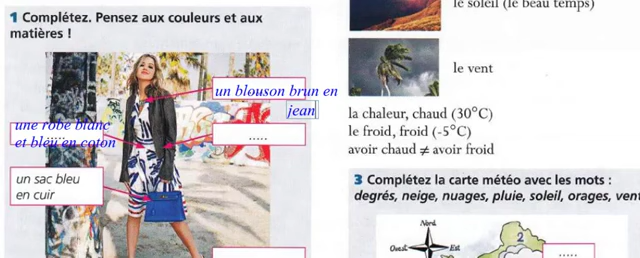 1 Complétez. Pensez aux couleurs et aux
matières !
un blouson brun en
jean
une robe blanc
et bleu en coton
.....
un sac bleu
en cuir
le soleil (le beau temps)
le vent
la chaleur, chaud (30°C)
le froid, froid (-5°C)
avoir chaud ≠ avoir froid
3 Complétez la carte météo avec les mots :
degrés, neige, nuages, pluie, soleil, orages, vent
Nord
Ouest
Est
2
.....